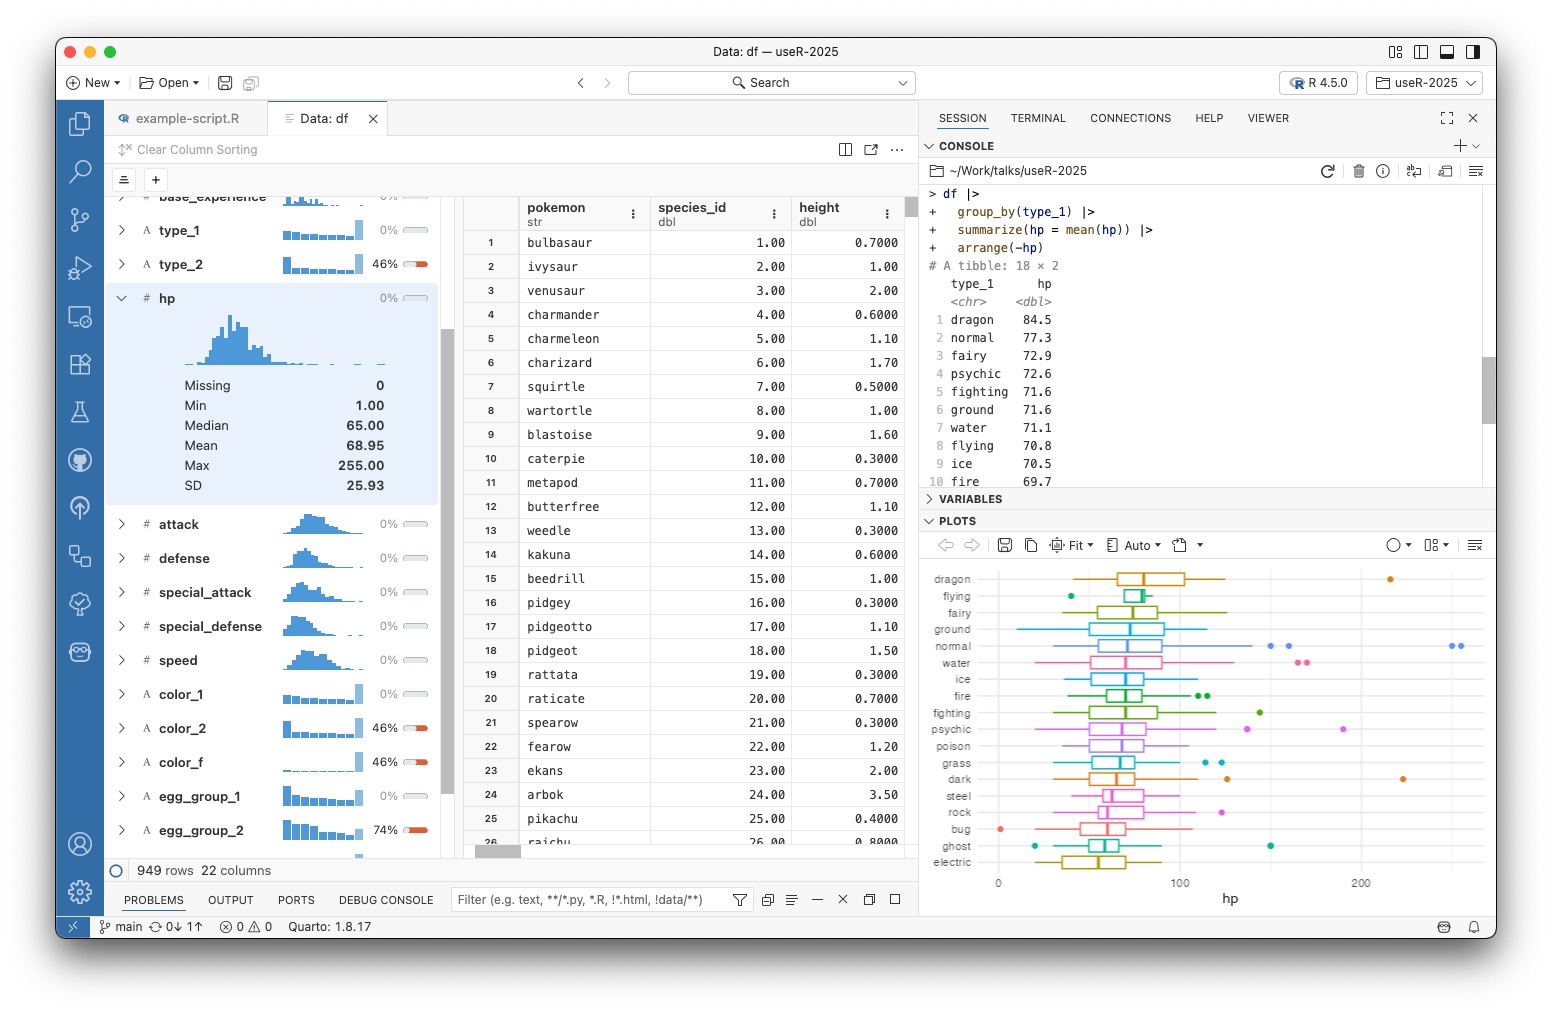 Data: df — useR-2025
New
Open
Search
R 4.5.0
useR-2025
example-script.R
Data: df
Clear Column Sorting
# base_experience 0%
A type_1 0%
A type_2 46%
# hp 0%
Missing 0
Min 1.00
Median 65.00
Mean 68.95
Max 255.00
SD 25.93
# attack 0%
# defense 0%
# special_attack 0%
# special_defense 0%
# speed 0%
A color_1 0%
A color_2 46%
A color_f 46%
A egg_group_1 0%
A egg_group_2 74%
pokemon species_id height
str dbl dbl
1 bulbasaur 1.00 0.7000
2 ivysaur 2.00 1.00
3 venusaur 3.00 2.00
4 charmander 4.00 0.6000
5 charmeleon 5.00 1.10
6 charizard 6.00 1.70
7 squirtle 7.00 0.5000
8 wartortle 8.00 1.00
9 blastoise 9.00 1.60
10 caterpie 10.00 0.3000
11 metapod 11.00 0.7000
12 butterfree 12.00 1.10
13 weedle 13.00 0.3000
14 kakuna 14.00 0.6000
15 beedrill 15.00 1.00
16 pidgey 16.00 0.3000
17 pidgeotto 17.00 1.10
18 pidgeot 18.00 1.50
19 rattata 19.00 0.3000
20 raticate 20.00 0.7000
21 spearow 21.00 0.3000
22 fearow 22.00 1.20
23 ekans 23.00 2.00
24 arbok 24.00 3.50
25 pikachu 25.00 0.4000
26 raichu 26.00 0.8000
949 rows 22 columns
PROBLEMS OUTPUT PORTS DEBUG CONSOLE
Filter (e.g. text, **/*.py, *.R, !*.html, !data/**)
SESSION TERMINAL CONNECTIONS HELP VIEWER
CONSOLE
~/Work/talks/useR-2025
> df |>
+ group_by(type_1) |>
+ summarize(hp = mean(hp)) |>
+ arrange(-hp)
# A tibble: 18 × 2
type_1 hp
<chr> <dbl>
1 dragon 84.5
2 normal 77.3
3 fairy 72.9
4 psychic 72.6
5 fighting 71.6
6 ground 71.6
7 water 71.1
8 flying 70.8
9 ice 70.5
10 fire 69.7
VARIABLES
PLOTS
Fit
Auto
dragon
flying
fairy
ground
normal
water
ice
fire
fighting
psychic
poison
grass
dark
steel
rock
bug
ghost
electric
0 100 200
hp
main 0↓ 1↑ 0 0 Quarto: 1.8.17